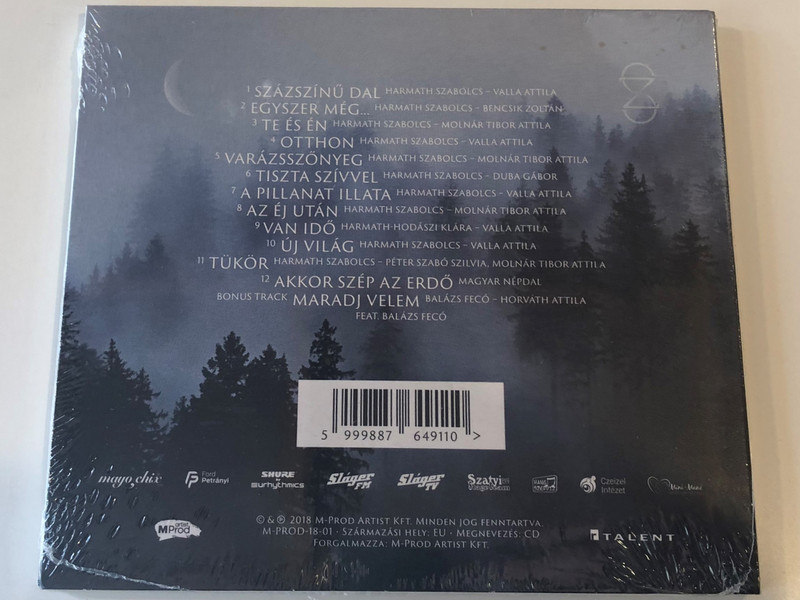 1 SZÁZSZÍNŰ DAL HARMATH SZABOLCS – VALLA ATTILA
2 EGYSZER MÉG... HARMATH SZABOLCS – BENCSIK ZOLTÁN
3 TE ÉS ÉN HARMATH SZABOLCS – MOLNÁR TIBOR ATTILA
4 OTTHON HARMATH SZABOLCS – VALLA ATTILA
5 VARÁZSSZŐNYEG HARMATH SZABOLCS – MOLNÁR TIBOR ATTILA
6 TISZTA SZÍVVEL HARMATH SZABOLCS – DUBA GÁBOR
7 A PILLANAT ILLATA HARMATH SZABOLCS – VALLA ATTILA
8 AZ ÉJ UTÁN HARMATH SZABOLCS – MOLNÁR TIBOR ATTILA
9 VAN IDŐ HARMATH-HODÁSZI KLÁRA – VALLA ATTILA
10 ÚJ VILÁG HARMATH SZABOLCS – VALLA ATTILA
11 TÜKÖR HARMATH SZABOLCS – PÉTER SZABÓ SZILVIA, MOLNÁR TIBOR ATTILA
12 AKKOR SZÉP AZ ERDŐ MAGYAR NÉPDAL
BONUS TRACK MARADJ VELEM BALÁZS FECÓ – HORVÁTH ATTILA
FEAT. BALÁZS FECÓ
5 999887 649110 >
mayo chix
Ford Petrányi
SHURE
eurhythmics
Sláger FM
Sláger TV
Szatyi
Czeizel Intézet
Mini-Manó
artist MProd
© & ℗ 2018 M-PROD ARTIST KFT. MINDEN JOG FENNTARTVA.
M-PROD-18-01 · SZÁRMAZÁSI HELY: EU · MEGNEVEZÉS: CD
FORGALMAZZA: M-PROD ARTIST KFT.
TALENT